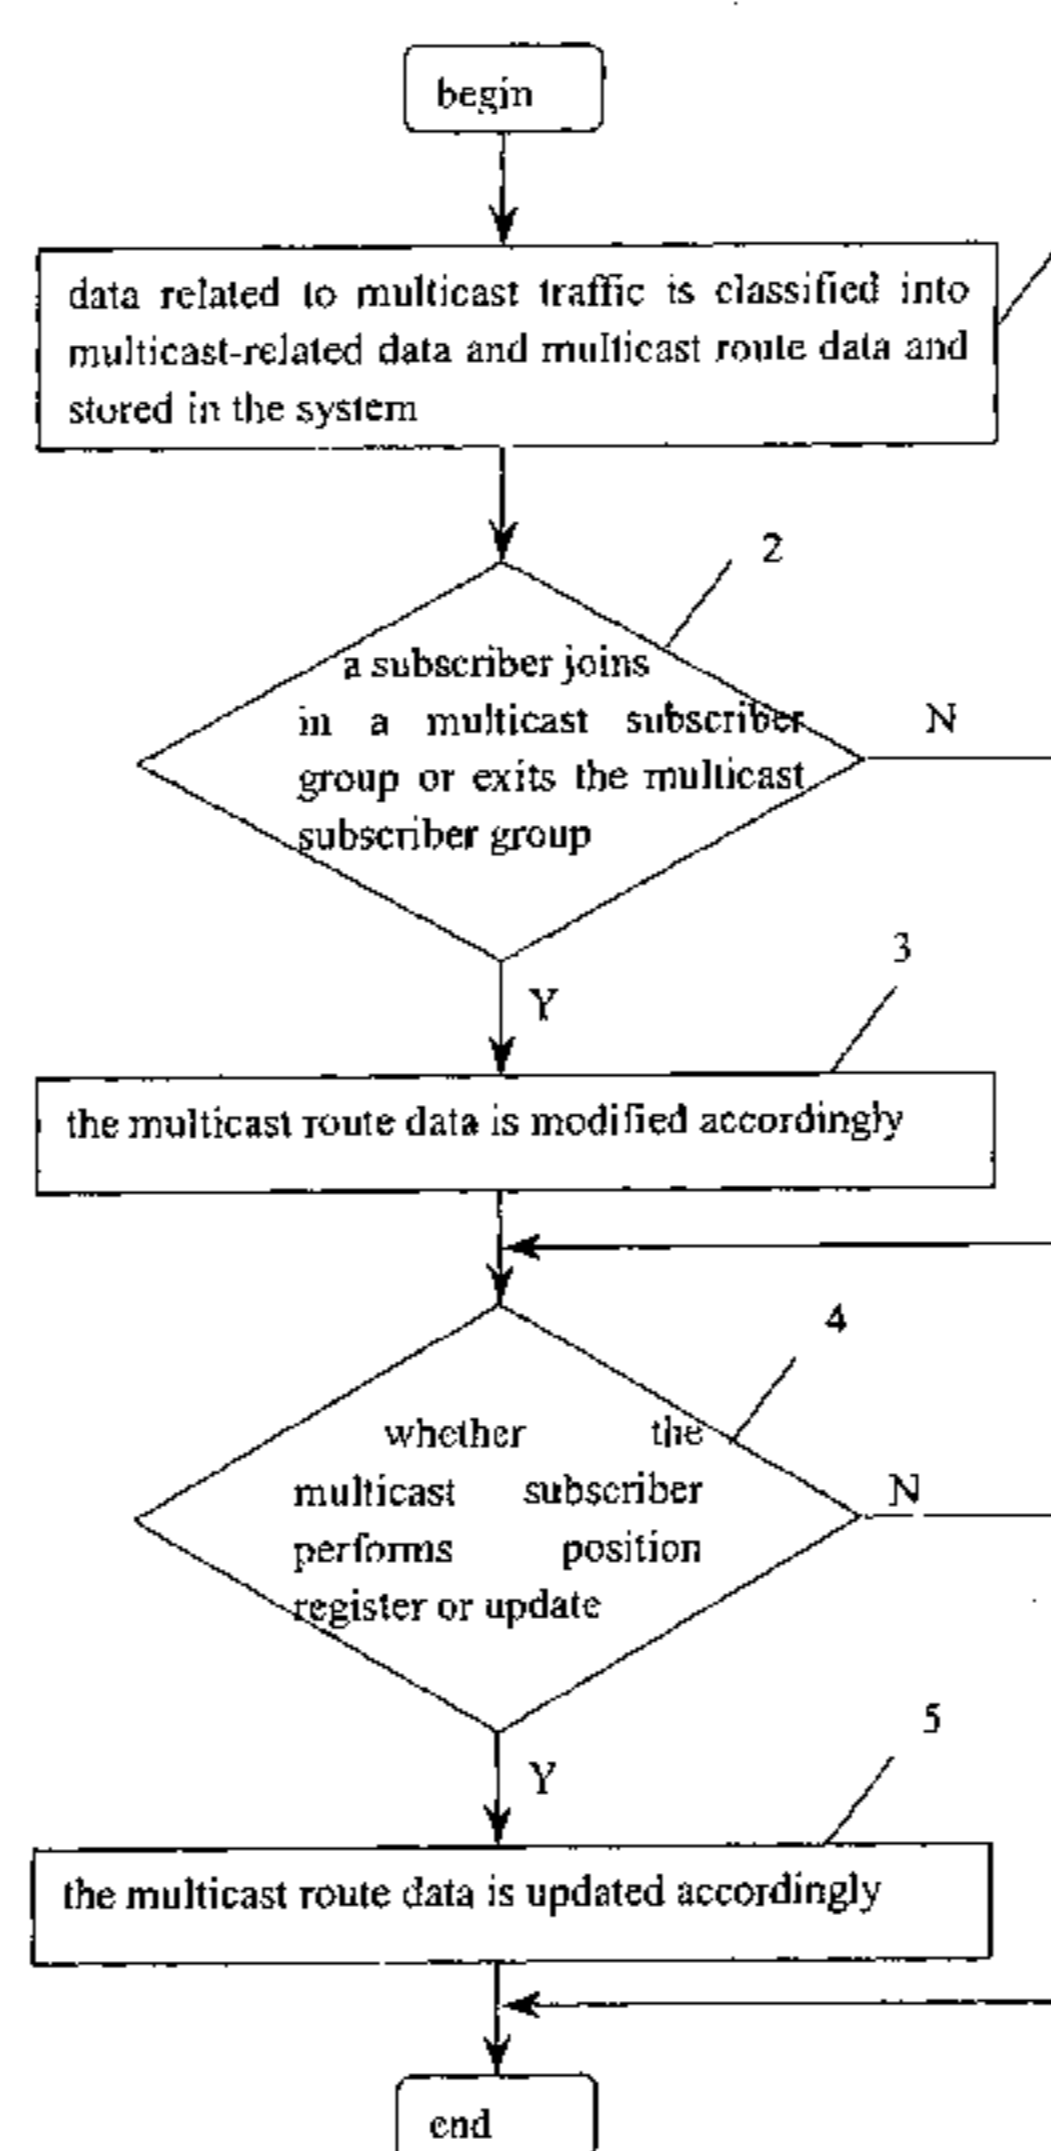 begin
data related to multicast traffic is classified into
multicast-related data and multicast route data and
stored in the system
2
a subscriber joins
in a multicast subscriber
group or exits the multicast
subscriber group
N
Y
3
the multicast route data is modified accordingly
4
whether the
multicast subscriber
performs position
register or update
N
Y
5
the multicast route data is updated accordingly
end